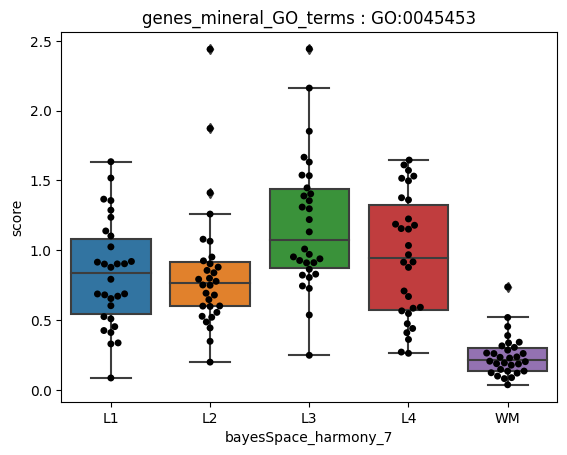 genes_mineral_GO_terms : GO:0045453
2.5
2.0
1.5
1.0
0.5
0.0
score
L1 L2 L3 L4 WM
bayesSpace_harmony_7